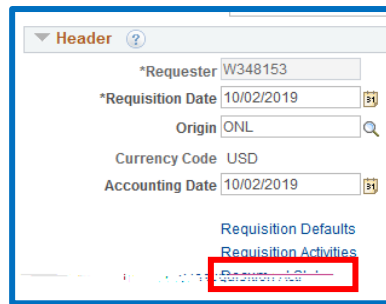 Header
*Requester W348153
*Requisition Date 10/02/2019
Origin ONL
Currency Code USD
Accounting Date 10/02/2019
Requisition Defaults
Requisition Activities